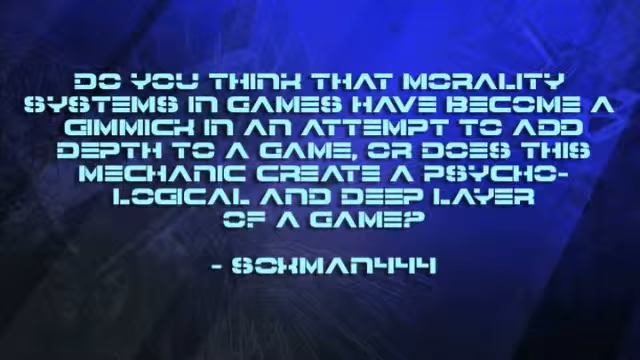 DO YOU THINK THAT MORALITY
SYSTEMS IN GAMES HAVE BECOME A
GIMMICK IN AN ATTEMPT TO ADD
DEPTH TO A GAME, OR DOES THIS
MECHANIC CREATE A PSYCHO-
LOGICAL AND DEEP LAYER
OF A GAME?
- SOKMAN444